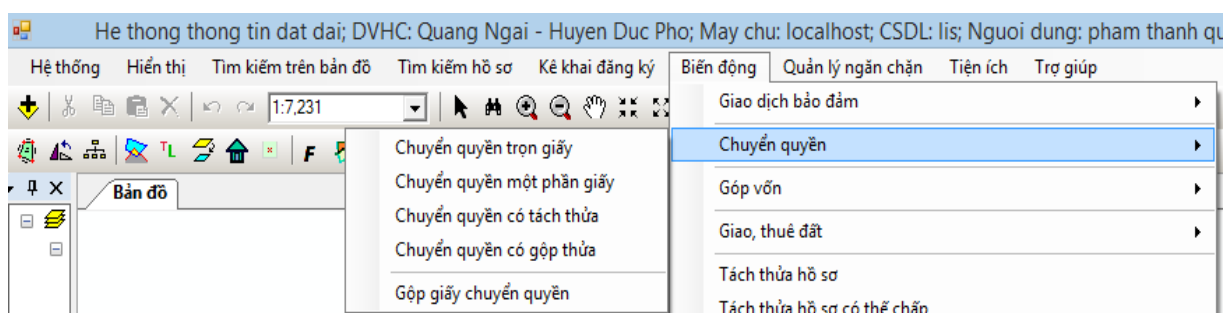 He thong thong tin dat dai; DVHC: Quang Ngai - Huyen Duc Pho; May chu: localhost; CSDL: lis; Nguoi dung: pham thanh qu
Hệ thống Hiển thị Tìm kiếm trên bản đồ Tìm kiếm hồ sơ Kê khai đăng ký Biến động Quản lý ngăn chặn Tiện ích Trợ giúp
1:7,231
Giao dịch bảo đảm
TL F
Chuyển quyền trọn giấy
Chuyển quyền
Bản đồ
Chuyển quyền một phần giấy
Góp vốn
Chuyển quyền có tách thửa
Giao, thuê đất
Chuyển quyền có gộp thửa
Tách thửa hồ sơ
Gộp giấy chuyển quyền
Tách thửa hồ sơ có thế chấp